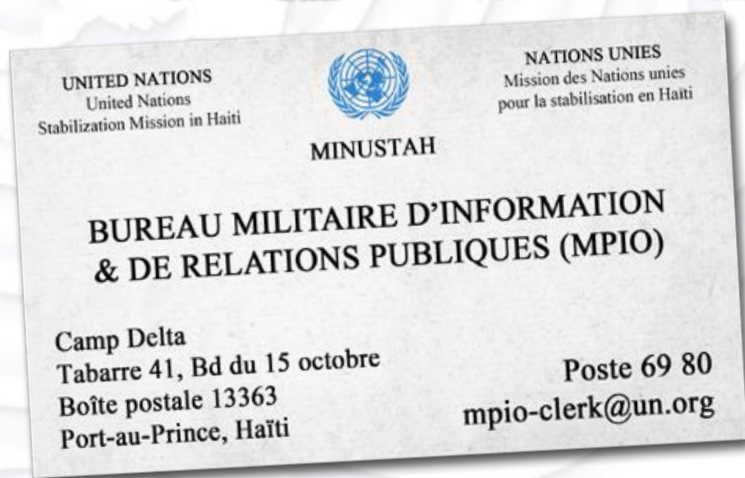 UNITED NATIONS
United Nations
Stabilization Mission in Haiti
NATIONS UNIES
Mission des Nations unies
pour la stabilisation en Haïti
MINUSTAH
BUREAU MILITAIRE D'INFORMATION
& DE RELATIONS PUBLIQUES (MPIO)
Camp Delta
Tabarre 41, Bd du 15 octobre
Boîte postale 13363
Port-au-Prince, Haïti
Poste 69 80
mpio-clerk@un.org